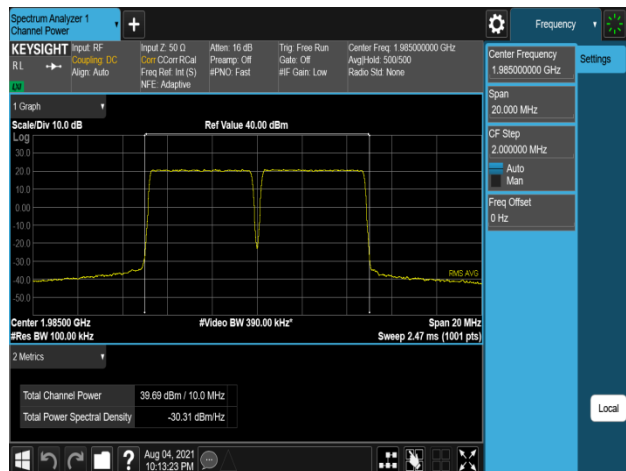 Spectrum Analyzer 1
Channel Power
Frequency
KEYSIGHT
RL
Input: RF
Coupling: DC
Align: Auto
Input Z: 50 Ω
Corr CCorr RCal
Freq Ref: Int (S)
NFE: Adaptive
Atten: 16 dB
Preamp: Off
#PNO: Fast
Trig: Free Run
Gate: Off
#IF Gain: Low
Center Freq: 1.985000000 GHz
Avg|Hold: 500/500
Radio Std: None
Center Frequency
1.985000000 GHz
Settings
Span
20.000 MHz
CF Step
2.000000 MHz
Auto
Man
Freq Offset
0 Hz
1 Graph
Scale/Div 10.0 dB
Ref Value 40.00 dBm
Log
30.0
20.0
10.0
0.00
-10.0
-20.0
-30.0
-40.0
-50.0
RMS AVG
Center 1.98500 GHz
#Video BW 390.00 kHz*
Span 20 MHz
#Res BW 100.00 kHz
Sweep 2.47 ms (1001 pts)
2 Metrics
Total Channel Power 39.69 dBm / 10.0 MHz
Total Power Spectral Density -30.31 dBm/Hz
Local
?
Aug 04, 2021
10:13:23 PM